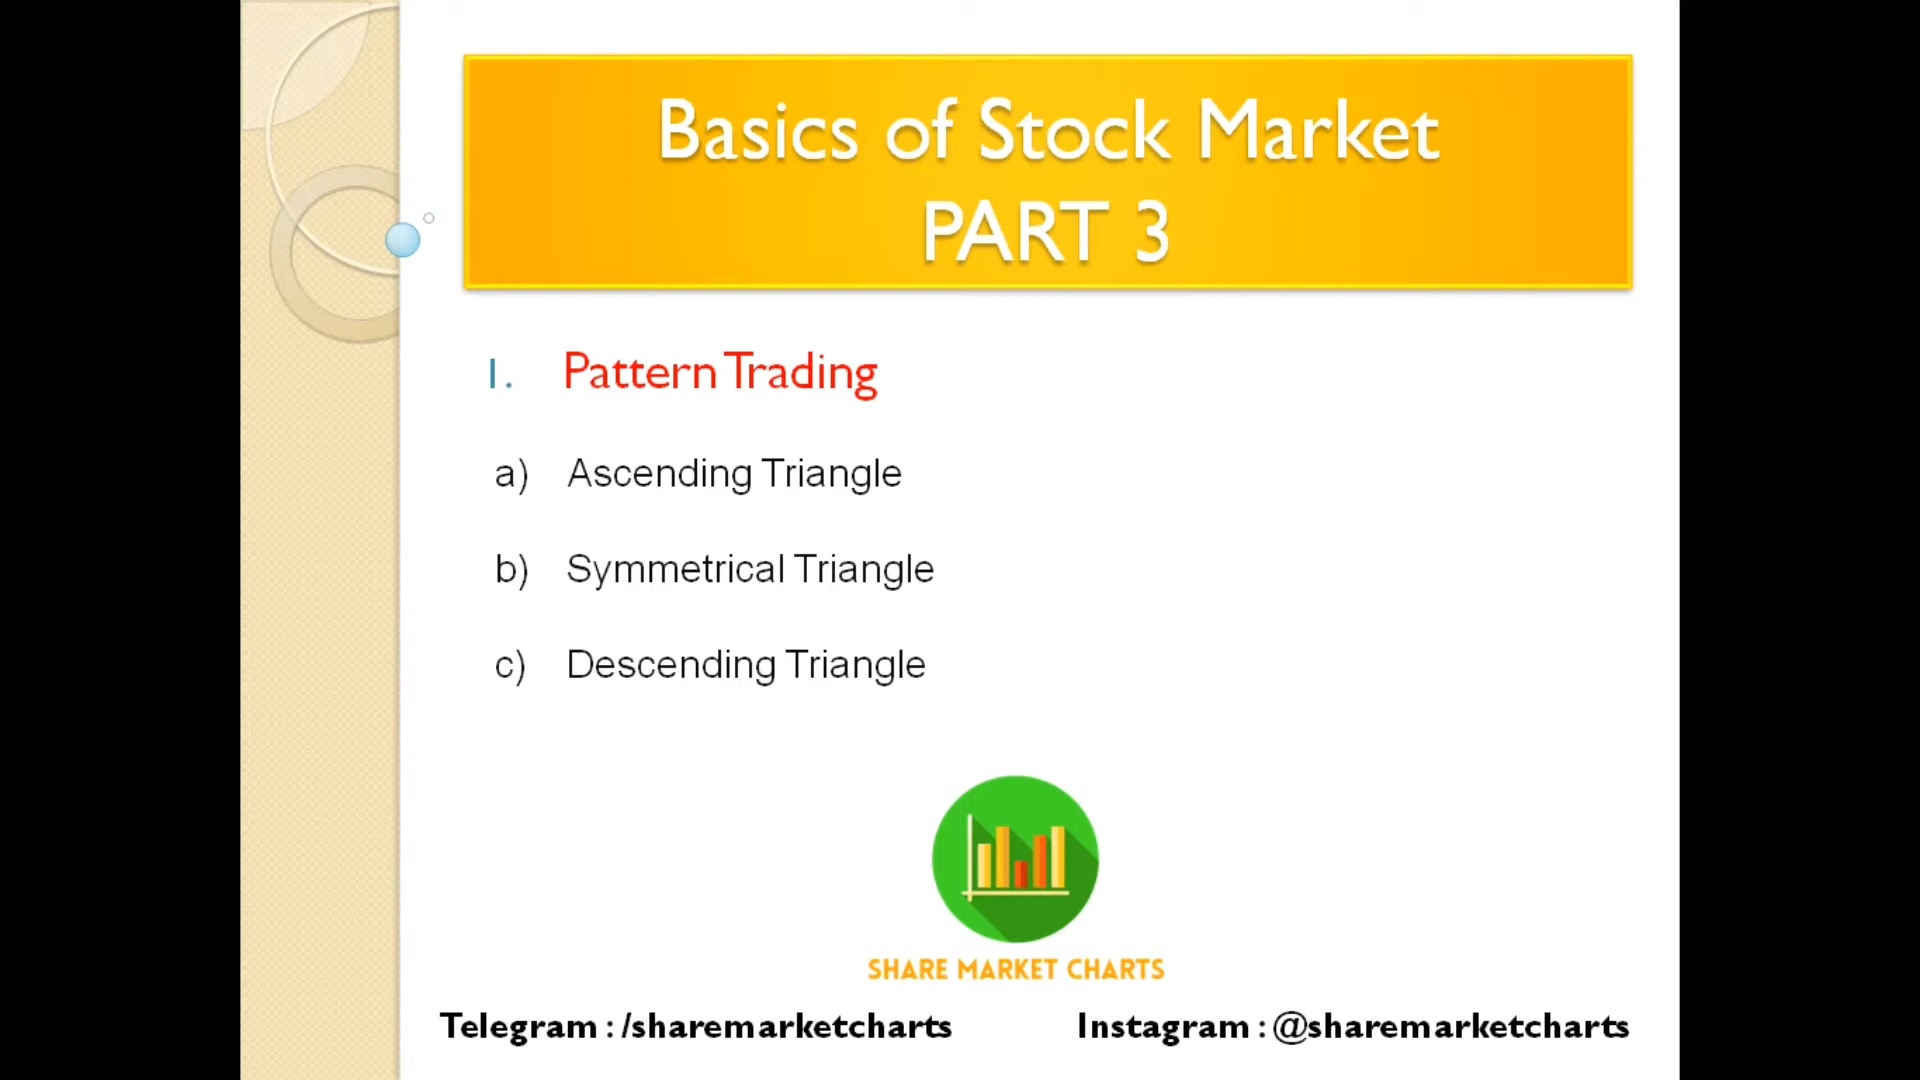 Basics of Stock Market
PART 3
1. Pattern Trading
a) Ascending Triangle
b) Symmetrical Triangle
c) Descending Triangle
SHARE MARKET CHARTS
Telegram : /sharemarketcharts Instagram : @sharemarketcharts